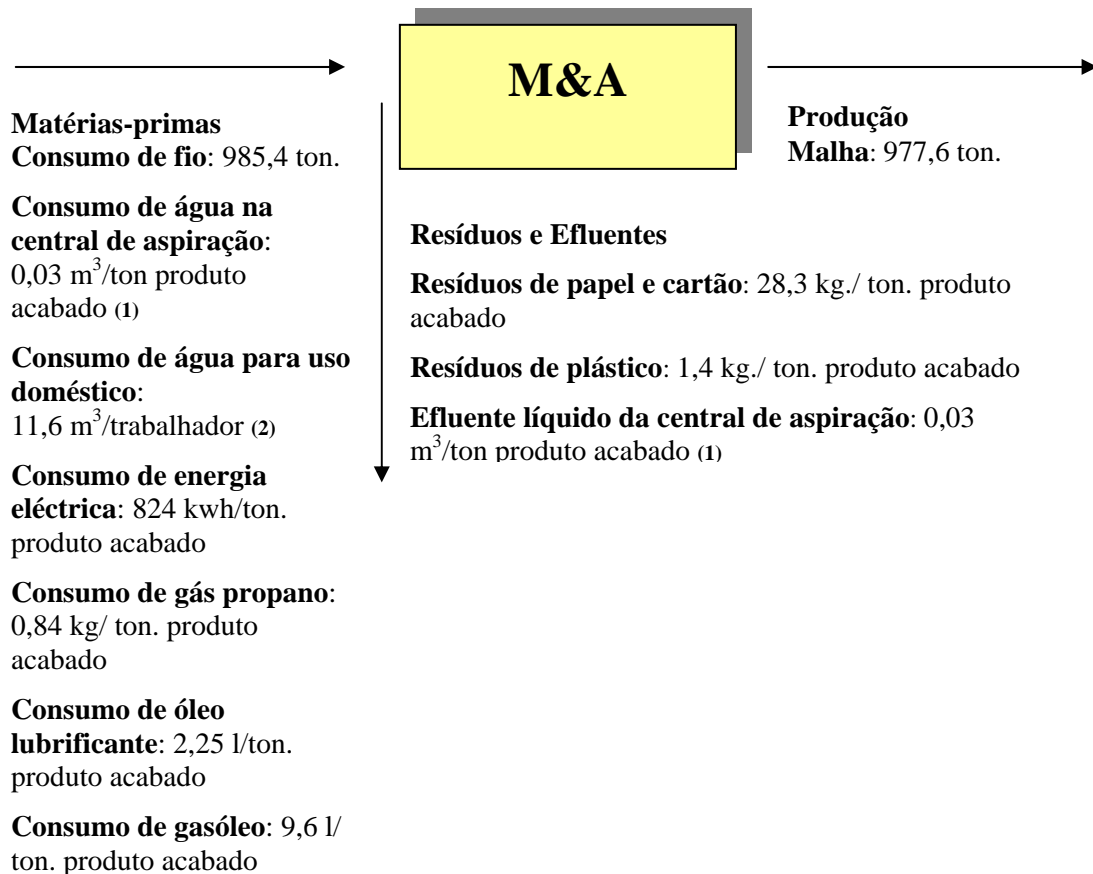 M&A
Matérias-primas
Consumo de fio: 985,4 ton.
Consumo de água na
central de aspiração:
0,03 m³/ton produto
acabado (1)
Consumo de água para uso
doméstico:
11,6 m³/trabalhador (2)
Consumo de energia
eléctrica: 824 kwh/ton.
produto acabado
Consumo de gás propano:
0,84 kg/ ton. produto
acabado
Consumo de óleo
lubrificante: 2,25 l/ton.
produto acabado
Consumo de gasóleo: 9,6 l/
ton. produto acabado
Produção
Malha: 977,6 ton.
Resíduos e Efluentes
Resíduos de papel e cartão: 28,3 kg./ ton. produto
acabado
Resíduos de plástico: 1,4 kg./ ton. produto acabado
Efluente líquido da central de aspiração: 0,03
m³/ton produto acabado (1)